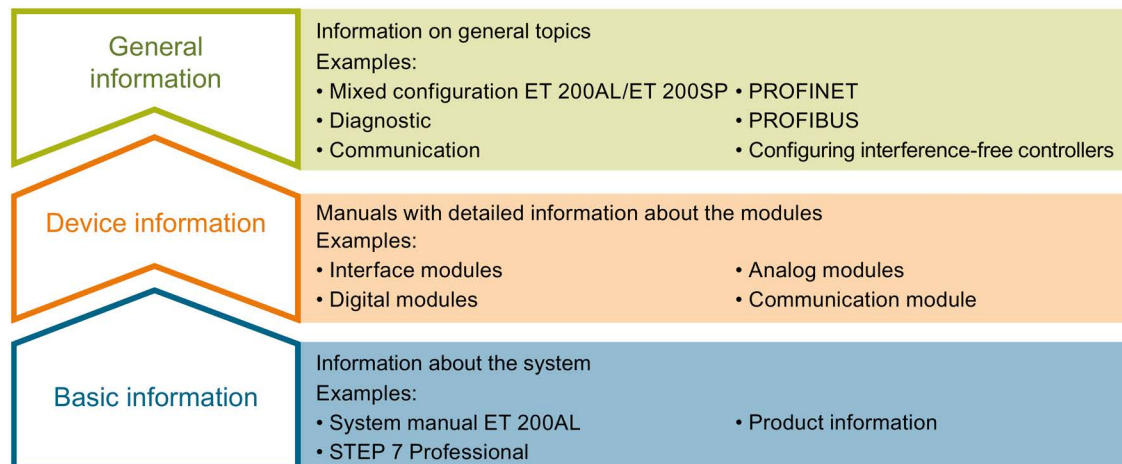 General
information
Information on general topics
Examples:
• Mixed configuration ET 200AL/ET 200SP • PROFINET
• Diagnostic • PROFIBUS
• Communication • Configuring interference-free controllers
Device information
Manuals with detailed information about the modules
Examples:
• Interface modules • Analog modules
• Digital modules • Communication module
Basic information
Information about the system
Examples:
• System manual ET 200AL • Product information
• STEP 7 Professional